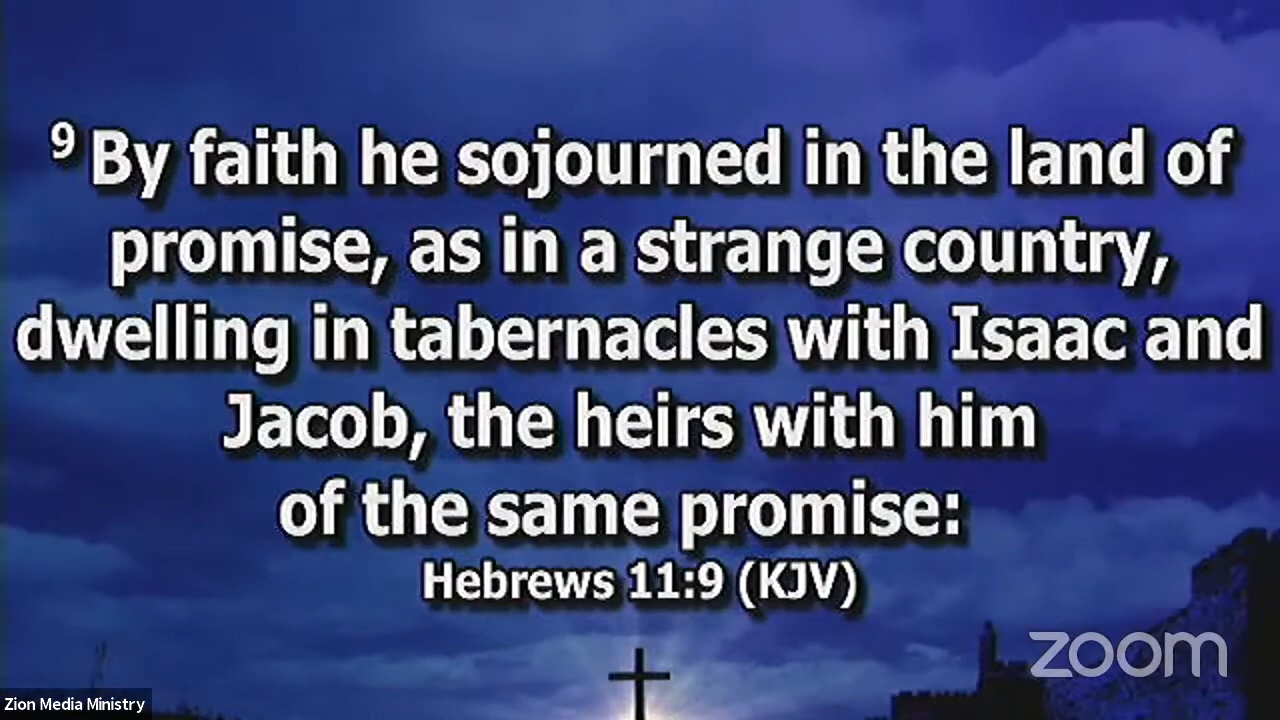 9 By faith he sojourned in the land of
promise, as in a strange country,
dwelling in tabernacles with Isaac and
Jacob, the heirs with him
of the same promise:
Hebrews 11:9 (KJV)
zoom
Zion Media Ministry